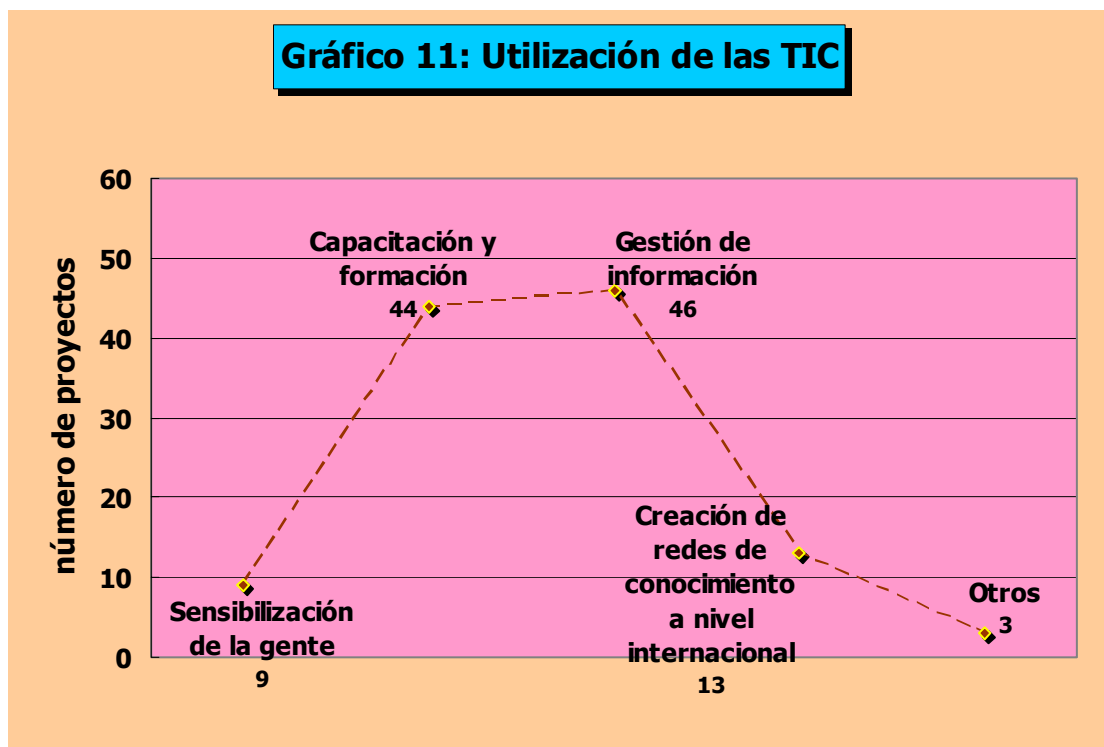 Gráfico 11: Utilización de las TIC
número de proyectos
60
50
40
30
20
10
0
Sensibilización
de la gente
9
Capacitación y
formación
44
Gestión de
información
46
Creación de
redes de
conocimiento
a nivel
internacional
13
Otros
3